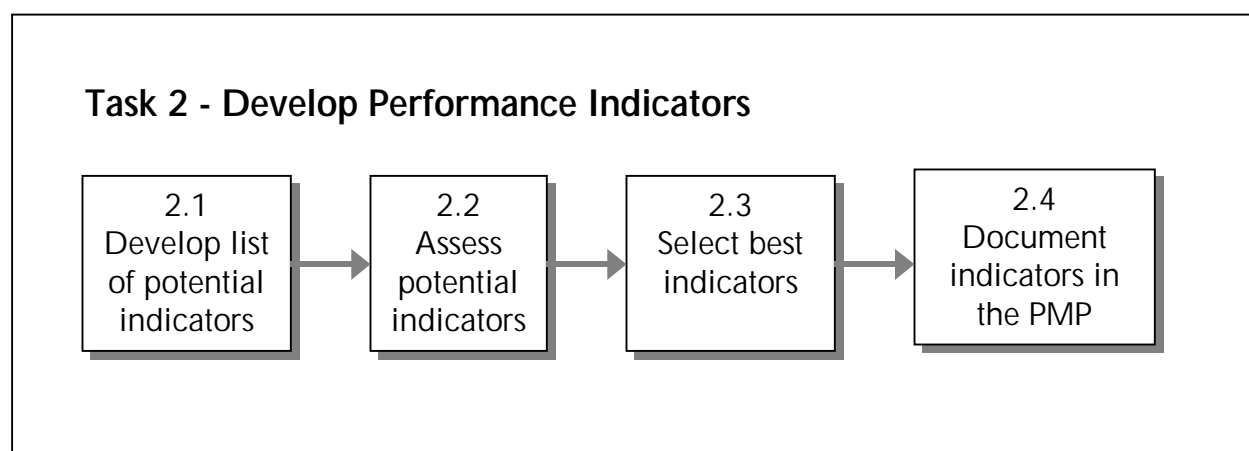 Task 2 - Develop Performance Indicators
2.1
Develop list
of potential
indicators
2.2
Assess
potential
indicators
2.3
Select best
indicators
2.4
Document
indicators in
the PMP